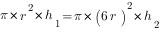 π × r² × h₁ = π × (6 r)² × h₂